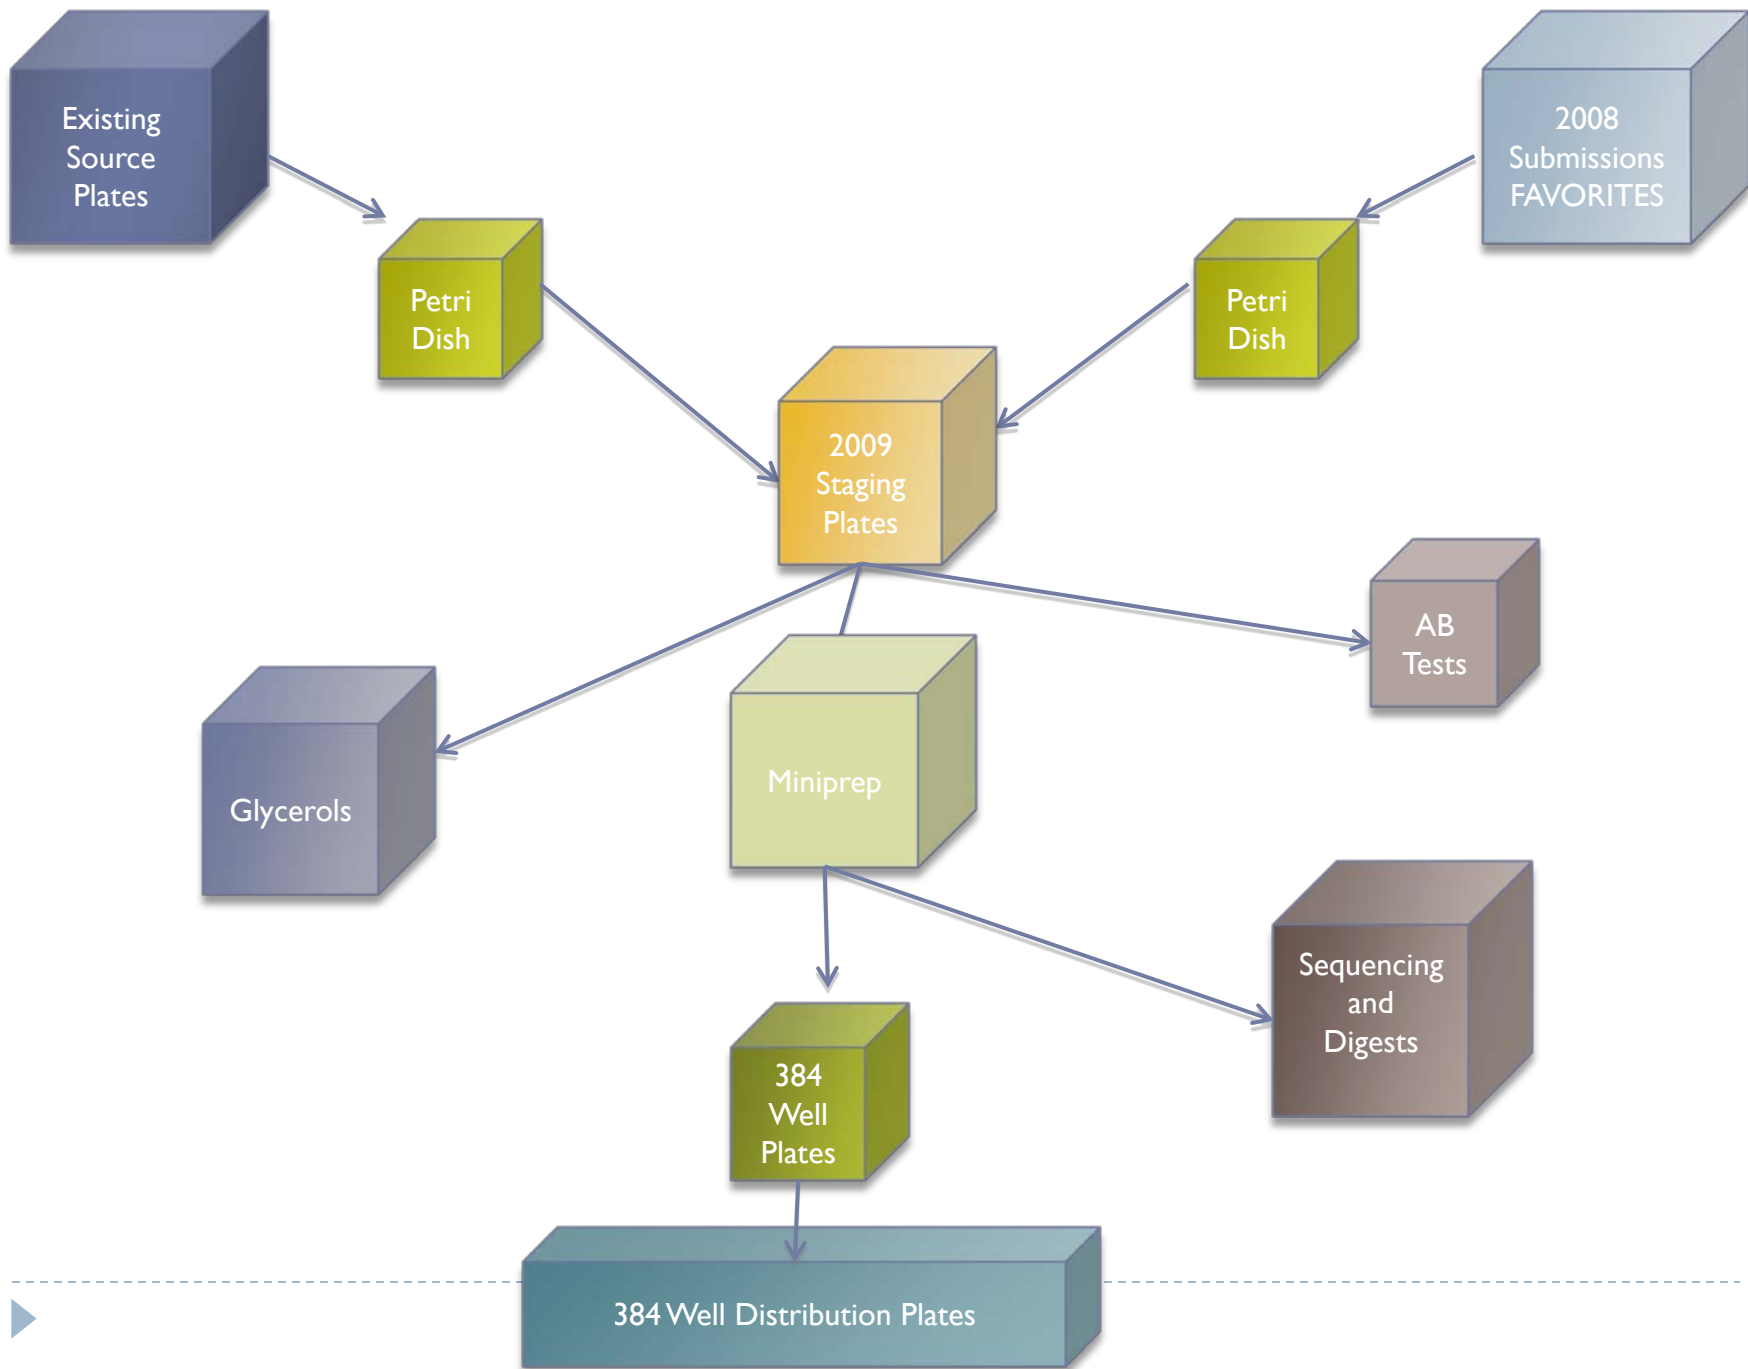 Existing
Source
Plates
2008
Submissions
FAVORITES
Petri
Dish
Petri
Dish
2009
Staging
Plates
AB
Tests
Glycerols
Miniprep
Sequencing
and
Digests
384
Well
Plates
384 Well Distribution Plates